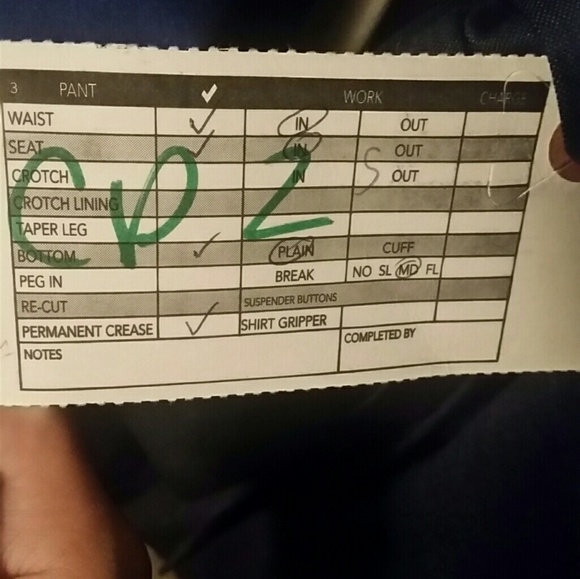 3 PANT ✓ WORK CHARGE
WAIST ✓ IN OUT
SEAT ✓ IN OUT
CROTCH IN S OUT
CROTCH LINING
CP 2
TAPER LEG
BOTTOM ✓ PLAIN CUFF
PEG IN BREAK NO SL MD FL
RE-CUT SUSPENDER BUTTONS
PERMANENT CREASE ✓ SHIRT GRIPPER
NOTES COMPLETED BY